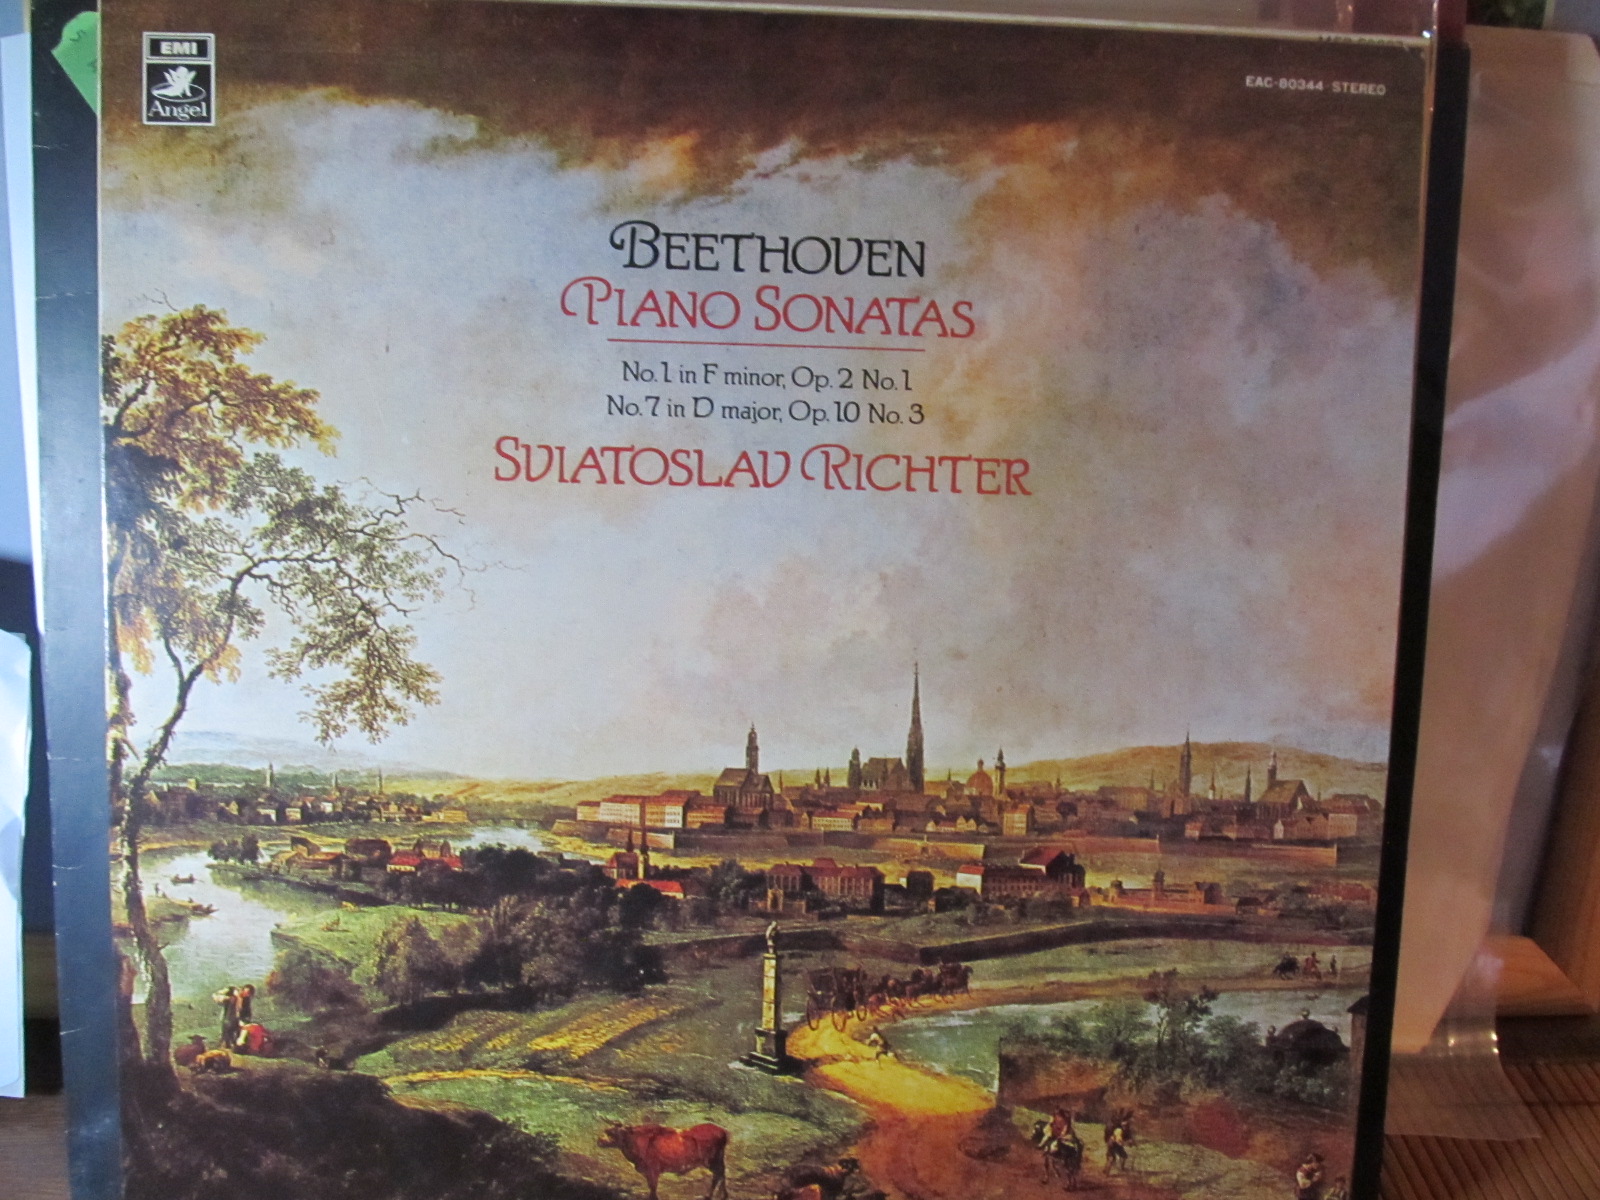 EMI
Angel
EAC-80344 STEREO
BEETHOVEN
PIANO SONATAS
No.1 in F minor, Op. 2 No.1
No.7 in D major, Op.10 No.3
SVIATOSLAV RICHTER